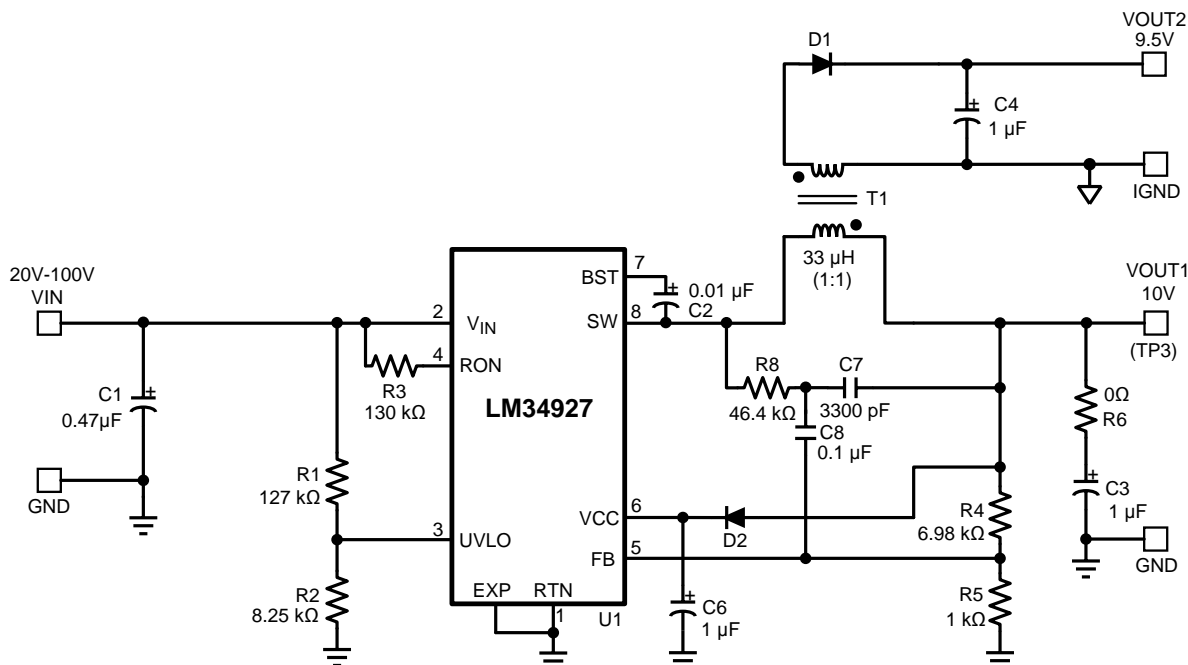 VOUT2
9.5V
D1
+
C4
1 µF
IGND
T1
20V-100V
VIN
7
BST
+
0.01 µF
C2
33 µH
(1:1)
VOUT1
10V
2
VIN
SW
8
(TP3)
4
RON
R3
130 kΩ
R8
46.4 kΩ
C7
3300 pF
0Ω
R6
C1
+
0.47µF
LM34927
C8
0.1 µF
GND
R1
127 kΩ
+
C3
1 µF
VCC
6
D2
R4
6.98 kΩ
3
UVLO
FB
5
GND
R2
8.25 kΩ
EXP
RTN
1
U1
+
C6
1 µF
R5
1 kΩ